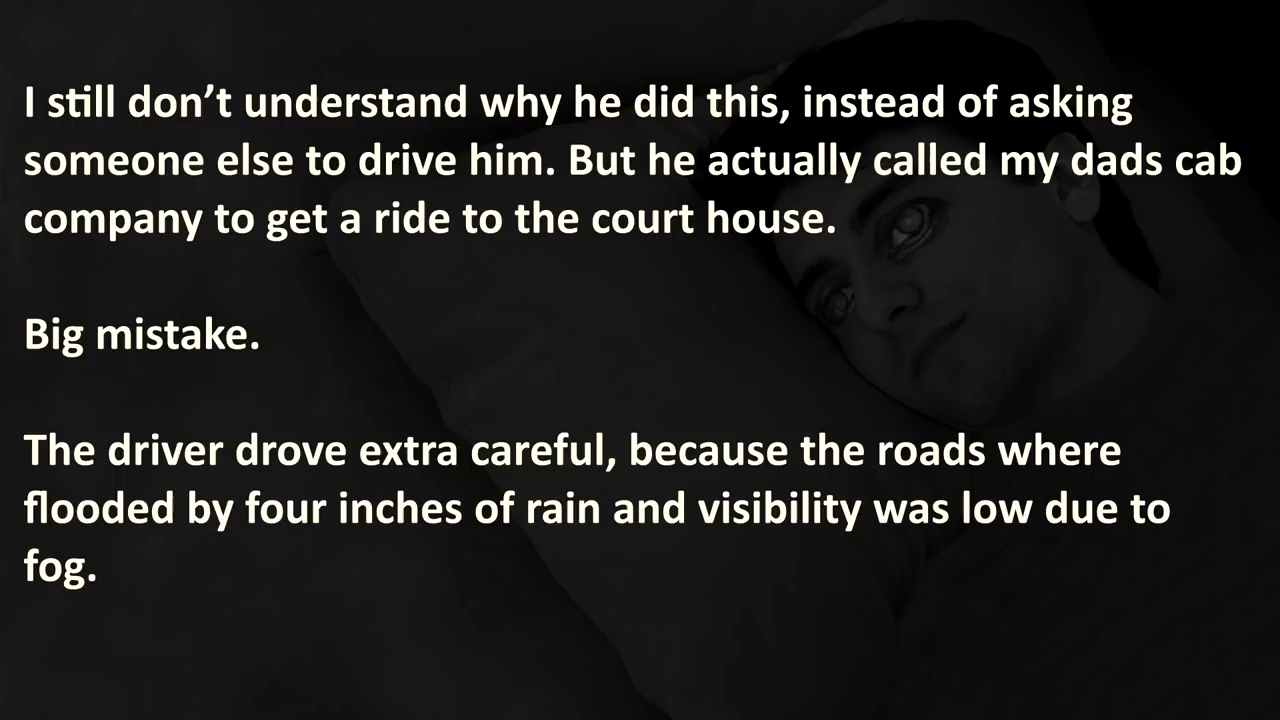 I still don’t understand why he did this, instead of asking
someone else to drive him. But he actually called my dads cab
company to get a ride to the court house.
Big mistake.
The driver drove extra careful, because the roads where
flooded by four inches of rain and visibility was low due to
fog.